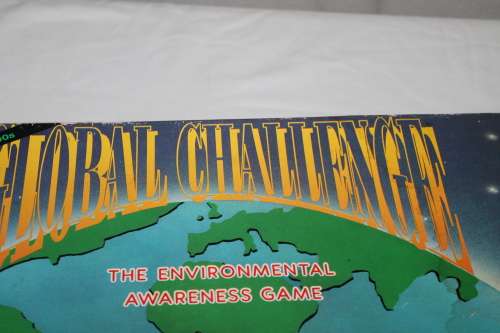 GLOBAL CHALLENGE
THE ENVIRONMENTAL
AWARENESS GAME